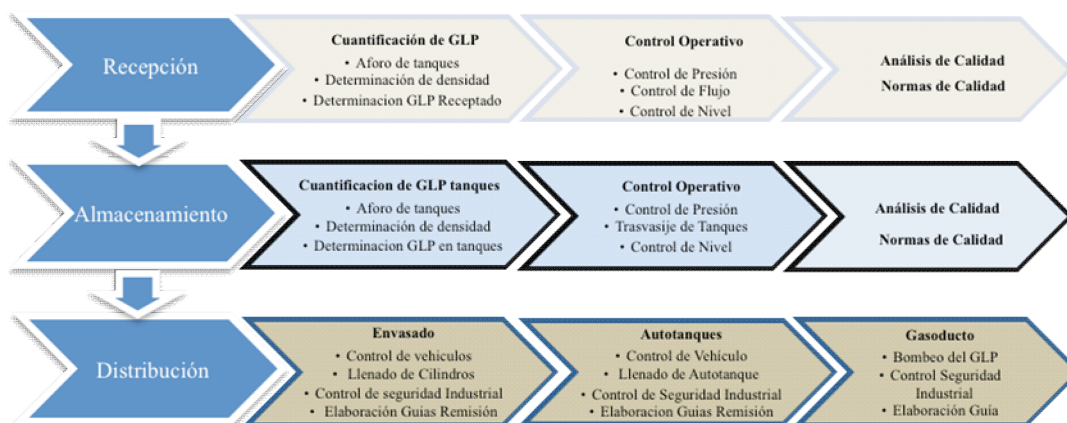 Recepción
Cuantificación de GLP
• Aforo de tanques
• Determinación de densidad
• Determinacion GLP Receptado
Control Operativo
• Control de Presión
• Control de Flujo
• Control de Nivel
Análisis de Calidad
Normas de Calidad
Almacenamiento
Cuantificacion de GLP tanques
• Aforo de tanques
• Determinación de densidad
• Determinacion GLP en tanques
Control Operativo
• Control de Presión
• Trasvasije de Tanques
• Control de Nivel
Análisis de Calidad
Normas de Calidad
Distribución
Envasado
• Control de vehiculos
• Llenado de Cilindros
• Control de seguridad Industrial
• Elaboración Guias Remisión
Autotanques
• Control de Vehículo
• Llenado de Autotanque
• Control de Seguridad Industrial
• Elaboracion Guias Remisión
Gasoducto
• Bombeo del GLP
• Control Seguridad
Industrial
• Elaboración Guía